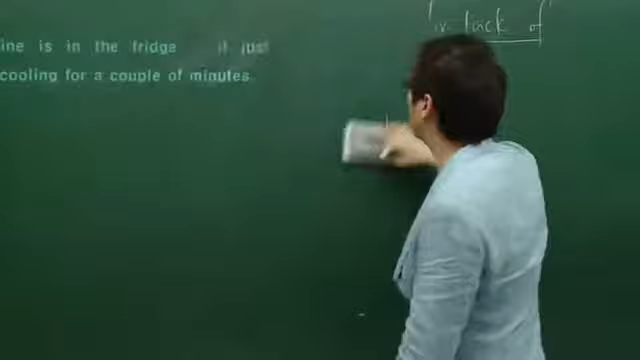 ine is in the fridge it just
cooling for a couple of minutes.
lack of